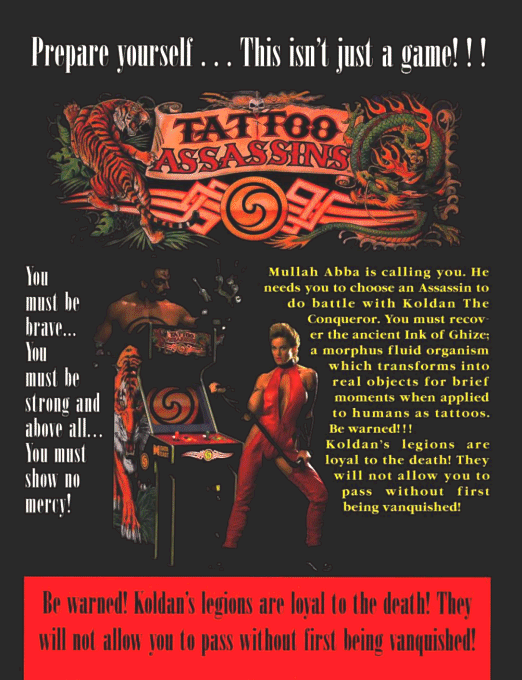 Prepare yourself . . . This isn't just a game! ! !
TATTOO
ASSASSINS
You
must be
brave...
You
must be
strong and
above all...
You must
show no
mercy!
Mullah Abba is calling you. He
needs you to choose an Assassin to
do battle with Koldan The
Conqueror. You must recov-
er the ancient Ink of Ghize;
a morphus fluid organism
which transforms into
real objects for brief
moments when applied
to humans as tattoos.
Be warned!!!
Koldan's legions are
loyal to the death! They
will not allow you to
pass without first
being vanquished!
Be warned! Koldan's legions are loyal to the death! They
will not allow you to pass without first being vanquished!